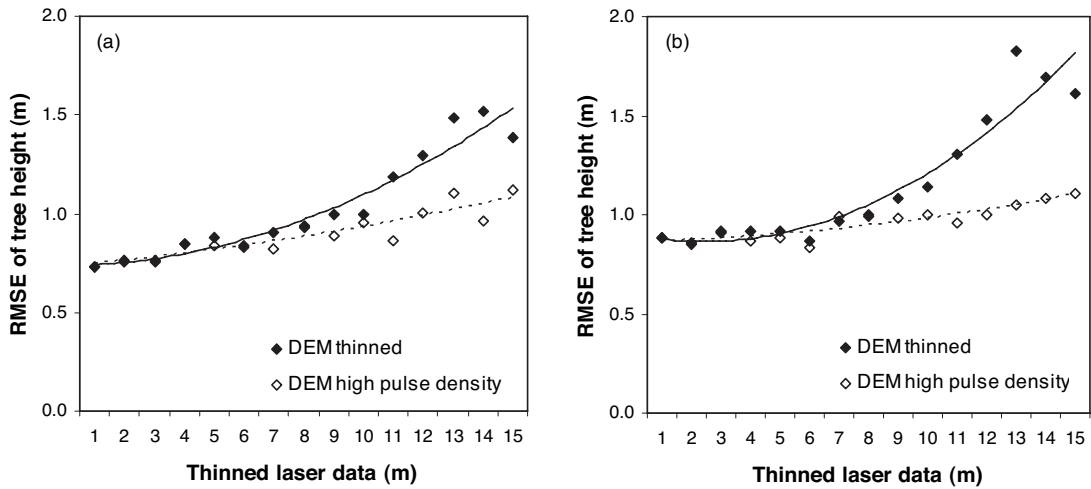 (a)
RMSE of tree height (m)
2.0
1.5
1.0
0.5
0.0
DEM thinned
DEM high pulse density
1 2 3 4 5 6 7 8 9 10 11 12 13 14 15
Thinned laser data (m)
(b)
RMSE of tree height (m)
2.0
1.5
1.0
0.5
0.0
DEM thinned
DEM high pulse density
1 2 3 4 5 6 7 8 9 10 11 12 13 14 15
Thinned laser data (m)